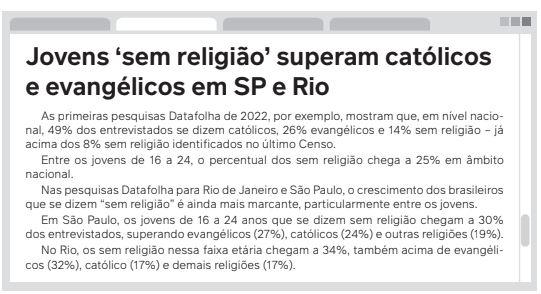 Jovens ‘sem religião’ superam católicos
e evangélicos em SP e Rio
As primeiras pesquisas Datafolha de 2022, por exemplo, mostram que, em nível nacio-
nal, 49% dos entrevistados se dizem católicos, 26% evangélicos e 14% sem religião – já
acima dos 8% sem religião identificados no último Censo.
Entre os jovens de 16 a 24, o percentual dos sem religião chega a 25% em âmbito
nacional.
Nas pesquisas Datafolha para Rio de Janeiro e São Paulo, o crescimento dos brasileiros
que se dizem “sem religião” é ainda mais marcante, particularmente entre os jovens.
Em São Paulo, os jovens de 16 a 24 anos que se dizem sem religião chegam a 30%
dos entrevistados, superando evangélicos (27%), católicos (24%) e outras religiões (19%).
No Rio, os sem religião nessa faixa etária chegam a 34%, também acima de evangéli-
cos (32%), católico (17%) e demais religiões (17%).